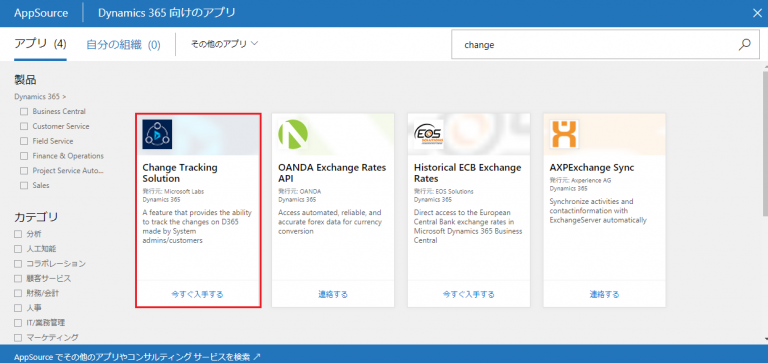 AppSource
Dynamics 365 向けのアプリ
アプリ (4)
自分の組織 (0)
その他のアプリ
change
製品
Dynamics 365 >
Business Central
Customer Service
Field Service
Finance & Operations
Project Service Auto...
Sales
カテゴリ
分析
人工知能
コラボレーション
顧客サービス
財務/会計
人事
IT/業務管理
マーケティング
Change Tracking
Solution
発行元: Microsoft Labs
Dynamics 365
A feature that provides the ability
to track the changes on D365
made by System
admins/customers
今すぐ入手する
OANDA Exchange Rates
API
発行元: OANDA
Dynamics 365
Access automated, reliable, and
accurate forex data for currency
conversion
連絡する
EOS
SOLUTIONS
Historical ECB Exchange
Rates
発行元: EOS Solutions
Dynamics 365
Direct access to the European
Central Bank exchange rates in
Microsoft Dynamics 365 Business
Central
今すぐ入手する
AXPExchange Sync
発行元: Axperience AG
Dynamics 365
Synchronize activities and
contactinformation with
ExchangeServer automatically
連絡する
AppSource でその他のアプリやコンサルティング サービスを検索